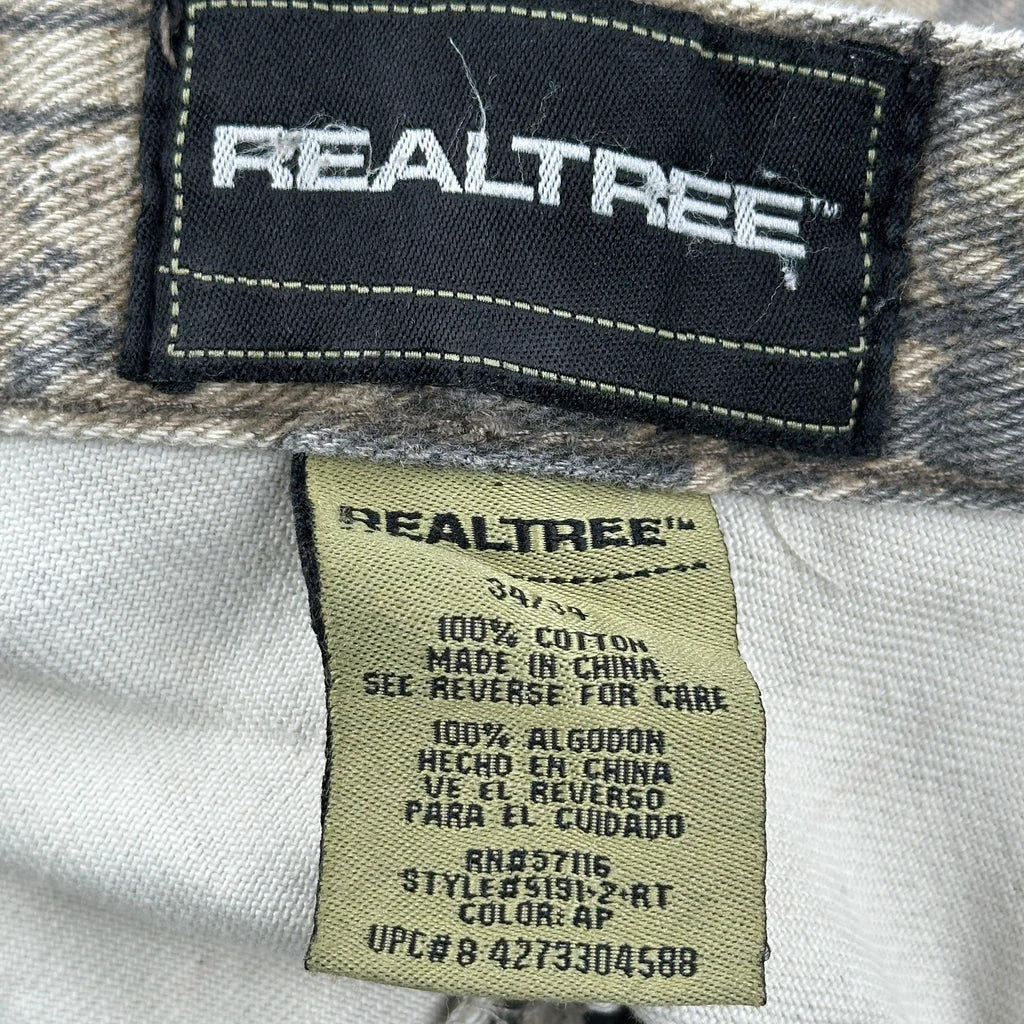 REALTREE™
REALTREE™
34/34
100% COTTON
MADE IN CHINA
SEE REVERSE FOR CARE
100% ALGODON
HECHO EN CHINA
VE EL REVERSO
PARA EL CUIDADO
RN#57116
STYLE#5191-2-RT
COLOR: AP
UPC# 8 4273304588